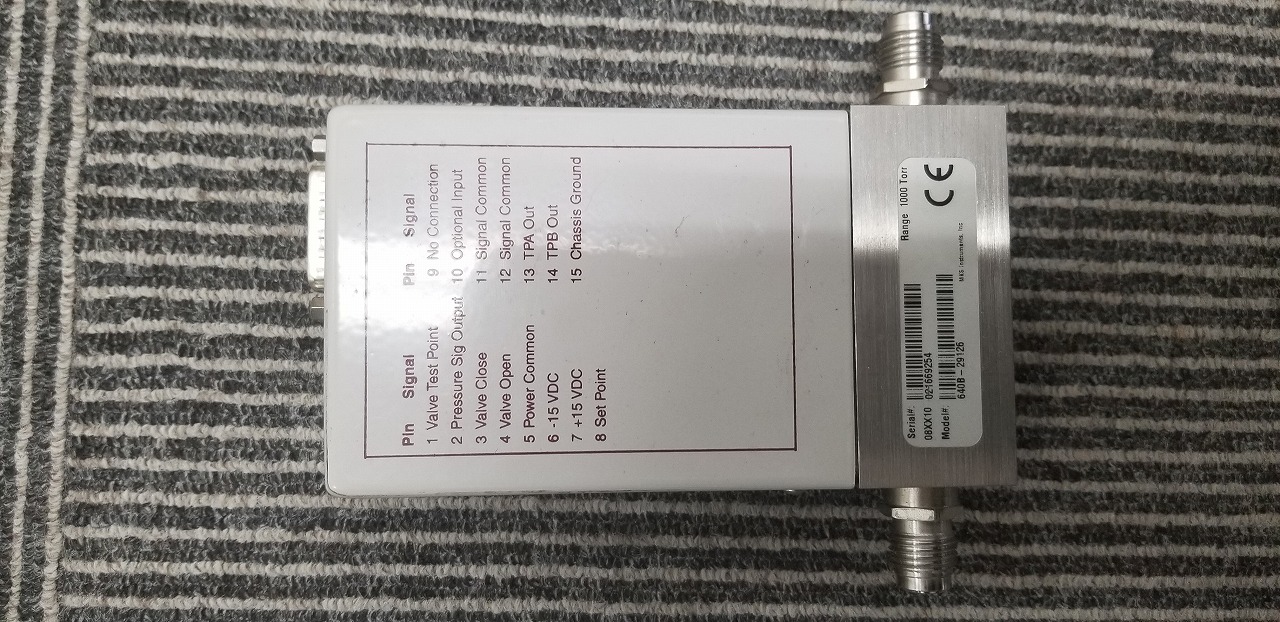 Pin Signal Pin Signal
1 Valve Test Point 9 No Connection
2 Pressure Sig Output 10 Optional Input
3 Valve Close 11 Signal Common
4 Valve Open 12 Signal Common
5 Power Common 13 TPA Out
6 -15 VDC 14 TPB Out
7 +15 VDC 15 Chassis Ground
8 Set Point
Serial#: Range 1000 Torr
08XX10 021669254
Model#:
640B-29126
MKS Instruments, Inc.
CE